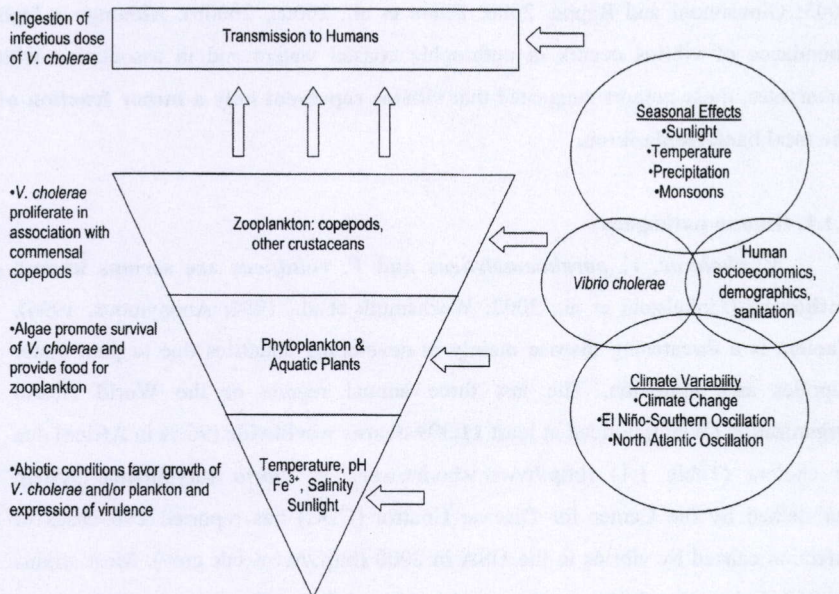 •Ingestion of
infectious dose
of V. cholerae
Transmission to Humans
Seasonal Effects
•Sunlight
•Temperature
•Precipitation
•Monsoons
•V. cholerae
proliferate in
association with
commensal
copepods
Zooplankton: copepods,
other crustaceans
Vibrio cholerae
Human
socioeconomics,
demographics,
sanitation
•Algae promote survival
of V. cholerae and
provide food for
zooplankton
Phytoplankton &
Aquatic Plants
Climate Variability
•Climate Change
•El Niño-Southern Oscillation
•North Atlantic Oscillation
•Abiotic conditions favor growth of
V. cholerae and/or plankton and
expression of virulence
Temperature, pH
Fe³⁺, Salinity
Sunlight